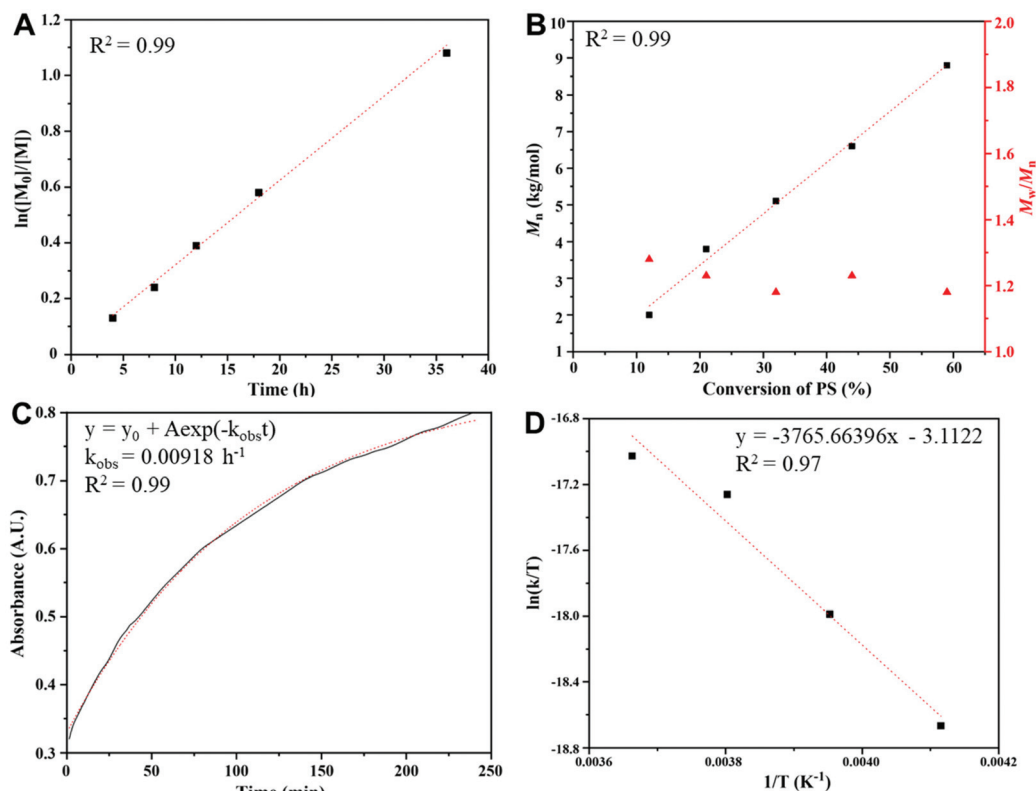 A
R² = 0.99
1.2
1.0
0.8
0.6
0.4
0.2
0
ln([M₀]/[M])
0 5 10 15 20 25 30 35 40
Time (h)
B
R² = 0.99
10
9
8
7
6
5
4
3
2
1
Mₙ (kg/mol)
2.0
1.8
1.6
1.4
1.2
1.0
M_w/Mₙ
0 10 20 30 40 50 60 70
Conversion of PS (%)
C
y = y₀ + Aexp(-k_obs t)
k_obs = 0.00918 h⁻¹
R² = 0.99
0.8
0.7
0.6
0.5
0.4
0.3
Absorbance (A.U.)
0 50 100 150 200 250
Time (min)
D
y = -3765.66396x - 3.1122
R² = 0.97
-16.8
-17.2
-17.6
-18.0
-18.4
-18.8
ln(k/T)
0.0036 0.0038 0.0040 0.0042
1/T (K⁻¹)